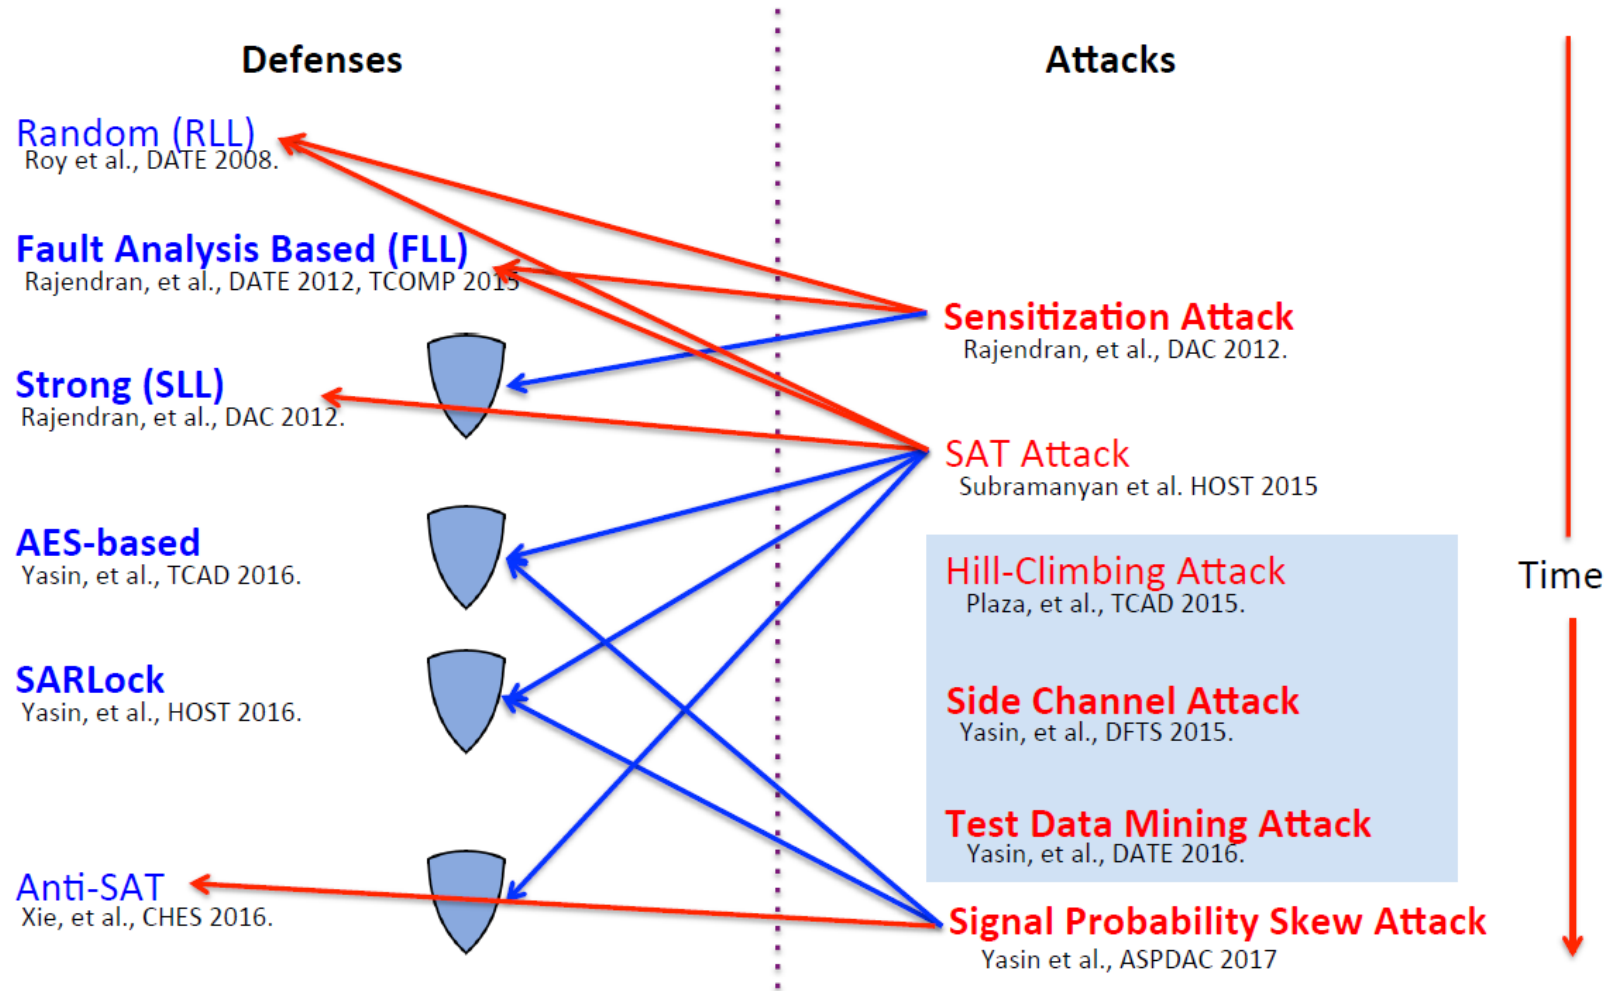 Defenses
Random (RLL)
Roy et al., DATE 2008.
Fault Analysis Based (FLL)
Rajendran, et al., DATE 2012, TCOMP 2015
Strong (SLL)
Rajendran, et al., DAC 2012.
AES-based
Yasin, et al., TCAD 2016.
SARLock
Yasin, et al., HOST 2016.
Anti-SAT
Xie, et al., CHES 2016.
Attacks
Sensitization Attack
Rajendran, et al., DAC 2012.
SAT Attack
Subramanyan et al. HOST 2015
Hill-Climbing Attack
Plaza, et al., TCAD 2015.
Side Channel Attack
Yasin, et al., DFTS 2015.
Test Data Mining Attack
Yasin, et al., DATE 2016.
Signal Probability Skew Attack
Yasin et al., ASPDAC 2017
Time